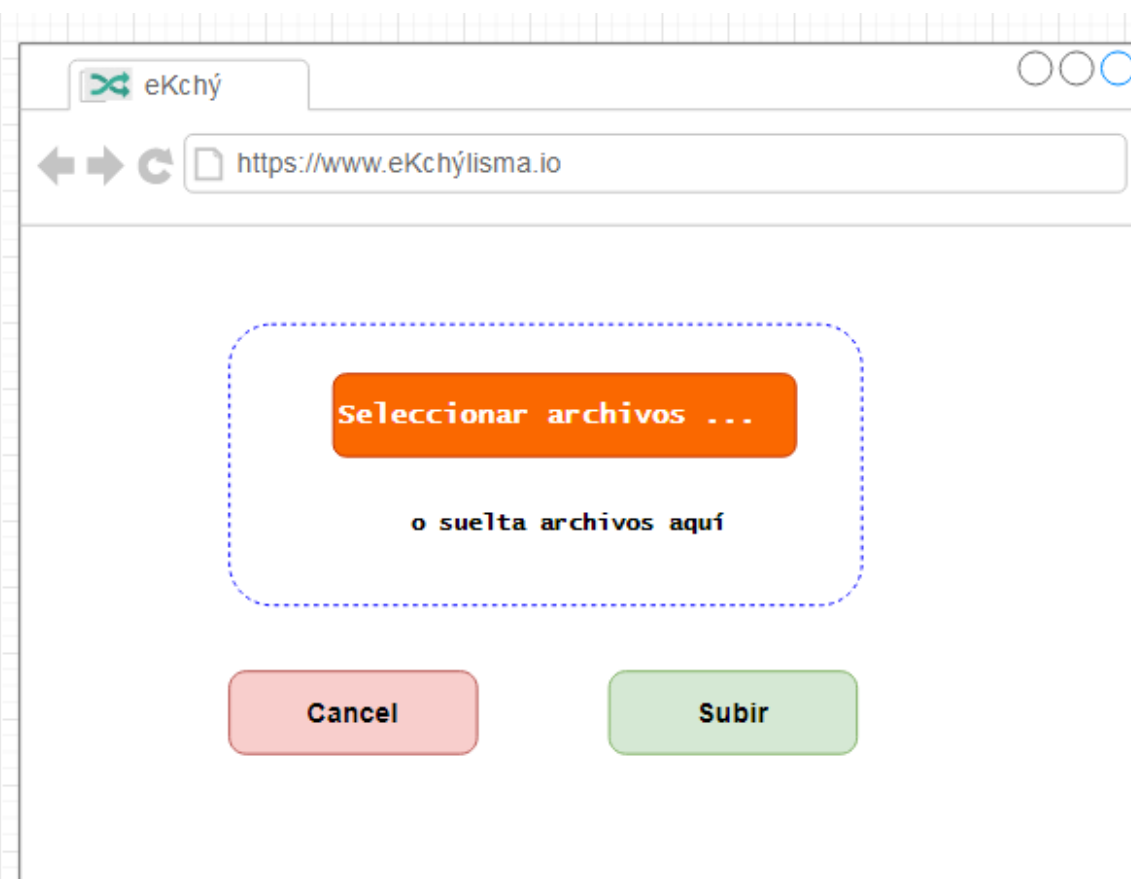 eKchý
https://www.eKchýlisma.io
Seleccionar archivos ...
o suelta archivos aquí
Cancel
Subir